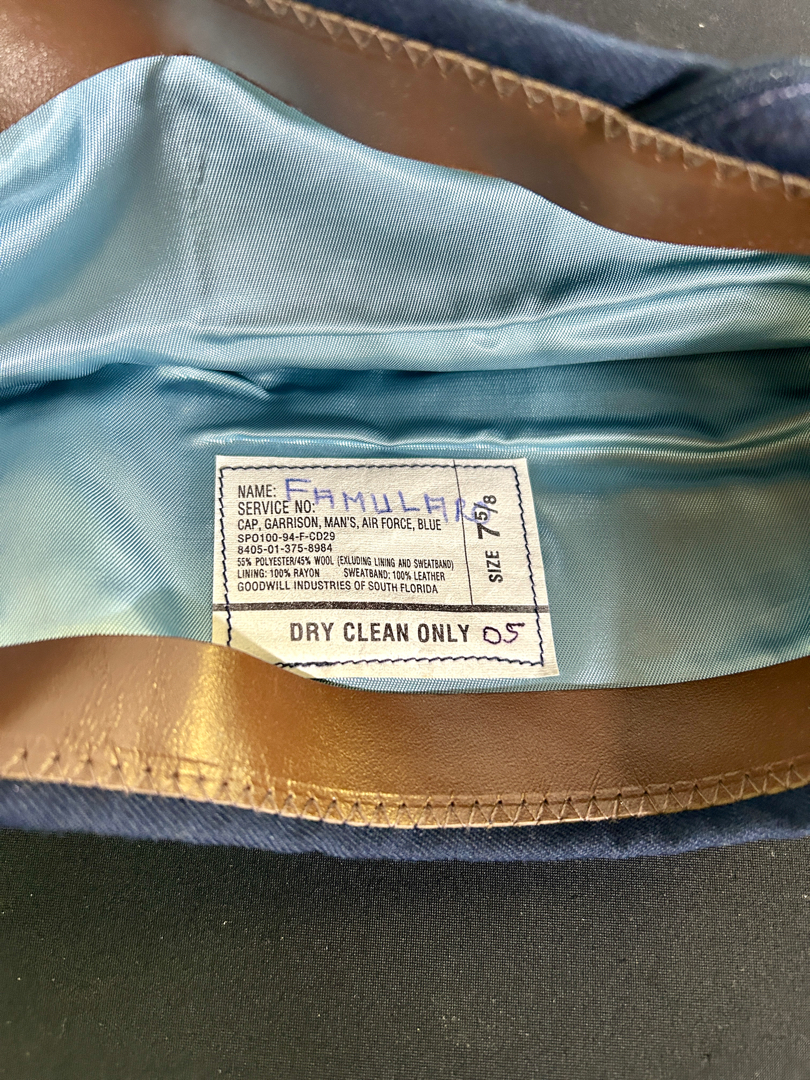 NAME: FAMULARO
SERVICE NO:
CAP, GARRISON, MAN'S, AIR FORCE, BLUE
SPO100-94-F-CD29
8405-01-375-8984
55% POLYESTER/45% WOOL (EXLUDING LINING AND SWEATBAND)
LINING: 100% RAYON SWEATBAND: 100% LEATHER
GOODWILL INDUSTRIES OF SOUTH FLORIDA
SIZE 7 5/8
DRY CLEAN ONLY 05